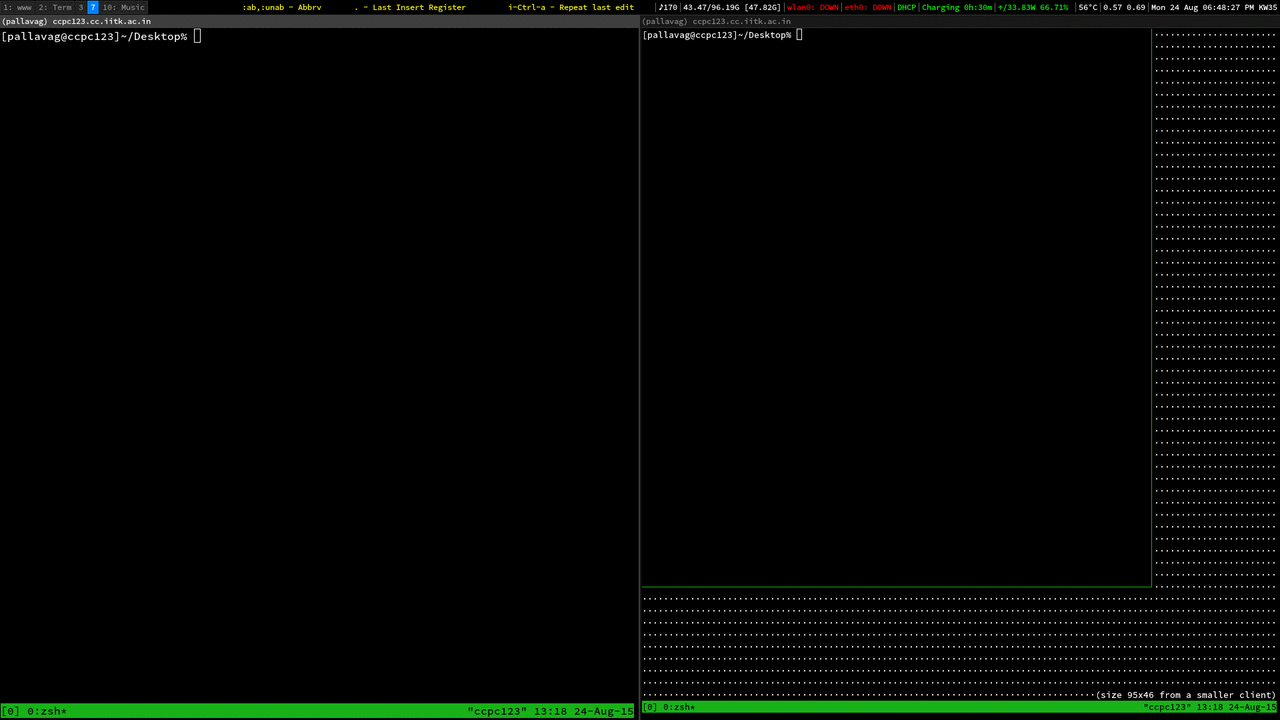 1: www 2: Term 3 7 10: Music :ab,:unab - Abbrv . - Last Insert Register i-Ctrl-a - Repeat last edit |J170|43.47/96.19G [47.82G]|wlan0: DOWN|eth0: DOWN|DHCP|Charging 0h:30m|↑/33.83W 66.71% |56°C|0.57 0.69|Mon 24 Aug 06:48:27 PM KW35
(pallavag) ccpc123.cc.iitk.ac.in
[pallavag@ccpc123]~/Desktop%
[0] 0:zsh* "ccpc123" 13:18 24-Aug-15
(pallavag) ccpc123.cc.iitk.ac.in
[pallavag@ccpc123]~/Desktop%
(size 95x46 from a smaller client)
[0] 0:zsh* "ccpc123" 13:18 24-Aug-15